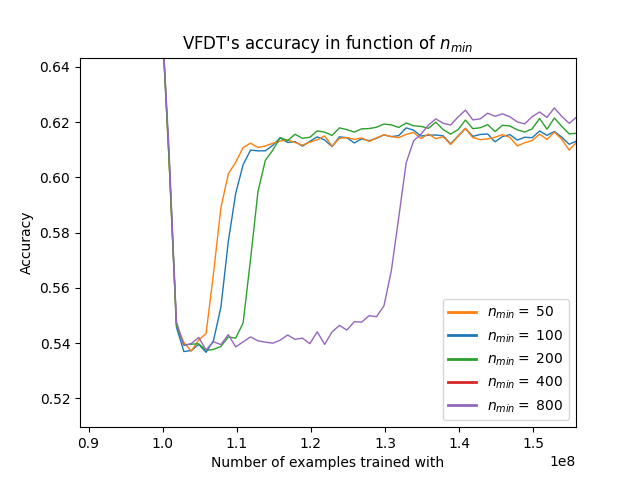 VFDT's accuracy in function of n_min
0.64
0.62
0.60
0.58
0.56
0.54
0.52
Accuracy
n_min = 50
n_min = 100
n_min = 200
n_min = 400
n_min = 800
0.9
1.0
1.1
1.2
1.3
1.4
1.5
1e8
Number of examples trained with